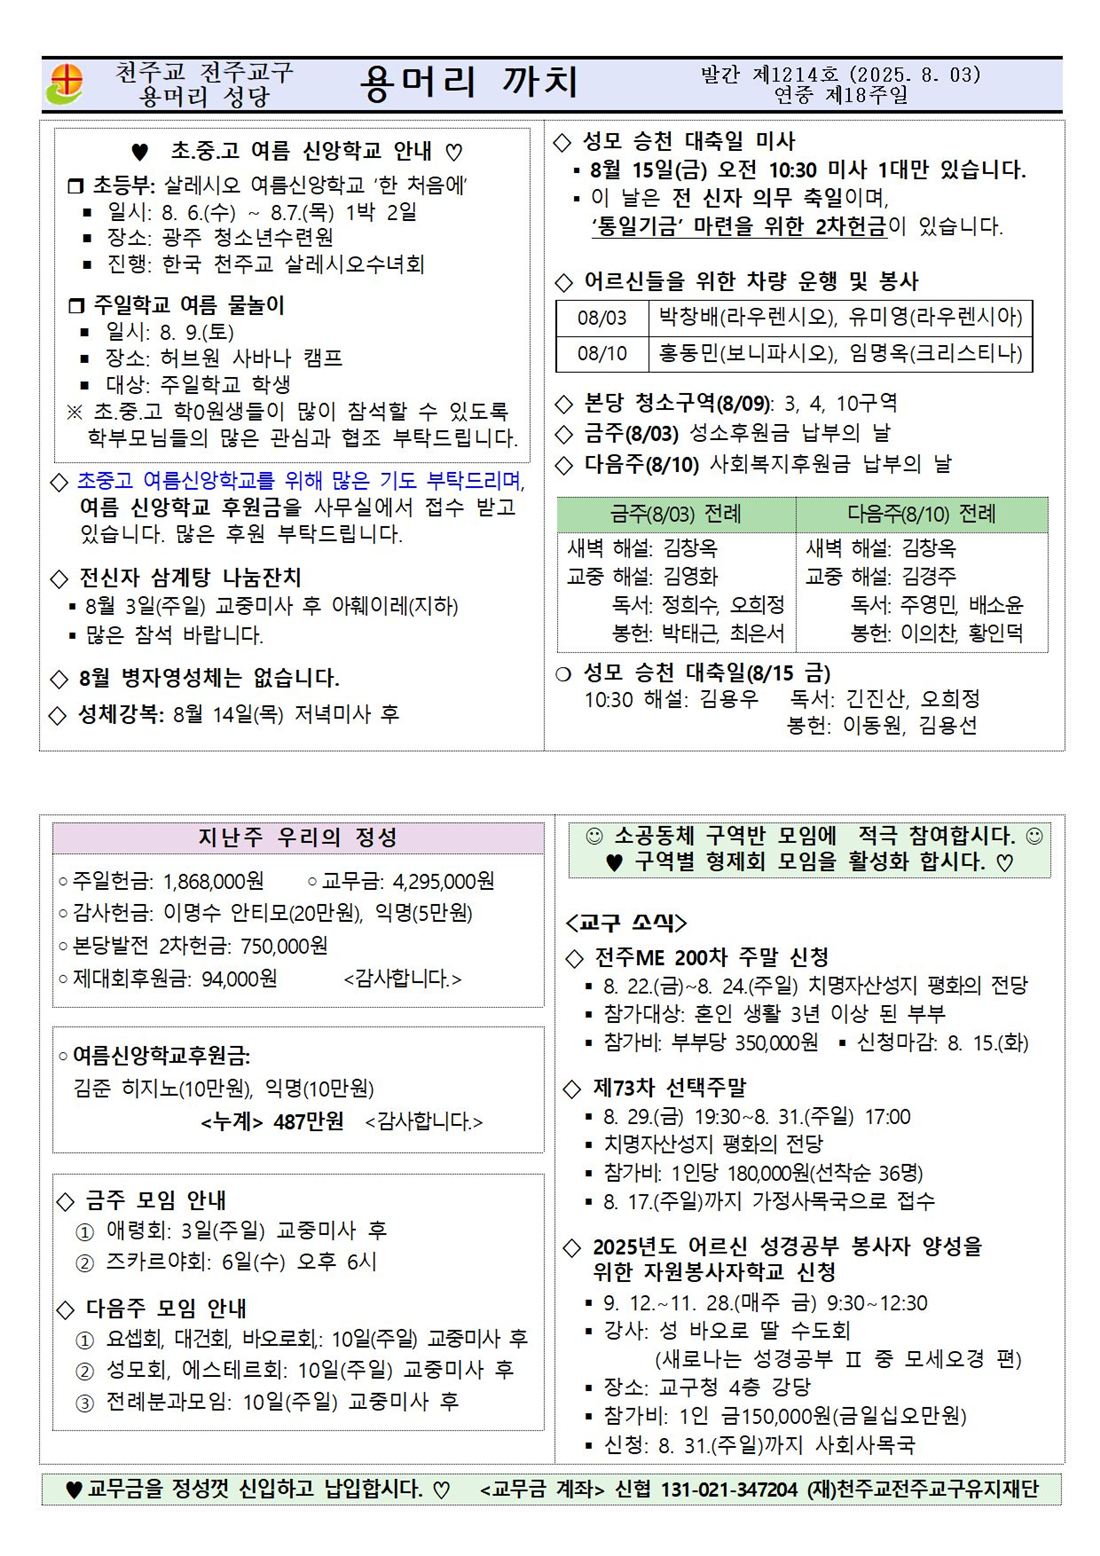 천주교 전주교구
용머리 성당
용머리 까치
발간 제1214호 (2025. 8. 03)
연중 제18주일
♥ 초.중.고 여름 신앙학교 안내 ♡
❒ 초등부: 살레시오 여름신앙학교 ‘한 처음에’
▪ 일시: 8. 6.(수) ~ 8.7.(목) 1박 2일
▪ 장소: 광주 청소년수련원
▪ 진행: 한국 천주교 살레시오수녀회
❒ 주일학교 여름 물놀이
▪ 일시: 8. 9.(토)
▪ 장소: 허브원 사바나 캠프
▪ 대상: 주일학교 학생
※ 초.중.고 학0원생들이 많이 참석할 수 있도록
학부모님들의 많은 관심과 협조 부탁드립니다.
◇ 초중고 여름신앙학교를 위해 많은 기도 부탁드리며,
여름 신앙학교 후원금을 사무실에서 접수 받고
있습니다. 많은 후원 부탁드립니다.
◇ 전신자 삼계탕 나눔잔치
▪ 8월 3일(주일) 교중미사 후 아훼이레(지하)
▪ 많은 참석 바랍니다.
◇ 8월 병자영성체는 없습니다.
◇ 성체강복: 8월 14일(목) 저녁미사 후
◇ 성모 승천 대축일 미사
▪ 8월 15일(금) 오전 10:30 미사 1대만 있습니다.
▪ 이 날은 전 신자 의무 축일이며,
‘통일기금’ 마련을 위한 2차헌금이 있습니다.
◇ 어르신들을 위한 차량 운행 및 봉사
08/03 박창배(라우렌시오), 유미영(라우렌시아)
08/10 홍동민(보니파시오), 임명옥(크리스티나)
◇ 본당 청소구역(8/09): 3, 4, 10구역
◇ 금주(8/03) 성소후원금 납부의 날
◇ 다음주(8/10) 사회복지후원금 납부의 날
금주(8/03) 전례 다음주(8/10) 전례
새벽 해설: 김창옥 새벽 해설: 김창옥
교중 해설: 김영화 교중 해설: 김경주
독서: 정희수, 오희정 독서: 주영민, 배소윤
봉헌: 박태근, 최은서 봉헌: 이의찬, 황인덕
❍ 성모 승천 대축일(8/15 금)
10:30 해설: 김용우 독서: 긴진산, 오희정
봉헌: 이동원, 김용선
지난주 우리의 정성
○ 주일헌금: 1,868,000원 ○ 교무금: 4,295,000원
○ 감사헌금: 이명수 안티모(20만원), 익명(5만원)
○ 본당발전 2차헌금: 750,000원
○ 제대회후원금: 94,000원 <감사합니다.>
○ 여름신앙학교후원금:
김준 히지노(10만원), 익명(10만원)
<누계> 487만원 <감사합니다.>
◇ 금주 모임 안내
① 애령회: 3일(주일) 교중미사 후
② 즈카르야회: 6일(수) 오후 6시
◇ 다음주 모임 안내
① 요셉회, 대건회, 바오로회,: 10일(주일) 교중미사 후
② 성모회, 에스테르회: 10일(주일) 교중미사 후
③ 전례분과모임: 10일(주일) 교중미사 후
☺ 소공동체 구역반 모임에 적극 참여합시다. ☺
♥ 구역별 형제회 모임을 활성화 합시다. ♡
<교구 소식>
◇ 전주ME 200차 주말 신청
▪ 8. 22.(금)~8. 24.(주일) 치명자산성지 평화의 전당
▪ 참가대상: 혼인 생활 3년 이상 된 부부
▪ 참가비: 부부당 350,000원 ▪ 신청마감: 8. 15.(화)
◇ 제73차 선택주말
▪ 8. 29.(금) 19:30~8. 31.(주일) 17:00
▪ 치명자산성지 평화의 전당
▪ 참가비: 1인당 180,000원(선착순 36명)
▪ 8. 17.(주일)까지 가정사목국으로 접수
◇ 2025년도 어르신 성경공부 봉사자 양성을
위한 자원봉사자학교 신청
▪ 9. 12.~11. 28.(매주 금) 9:30~12:30
▪ 강사: 성 바오로 딸 수도회
(새로나는 성경공부 Ⅱ 중 모세오경 편)
▪ 장소: 교구청 4층 강당
▪ 참가비: 1인 금150,000원(금일십오만원)
▪ 신청: 8. 31.(주일)까지 사회사목국
♥ 교무금을 정성껏 신입하고 납입합시다. ♡ <교무금 계좌> 신협 131-021-347204 (재)천주교전주교구유지재단